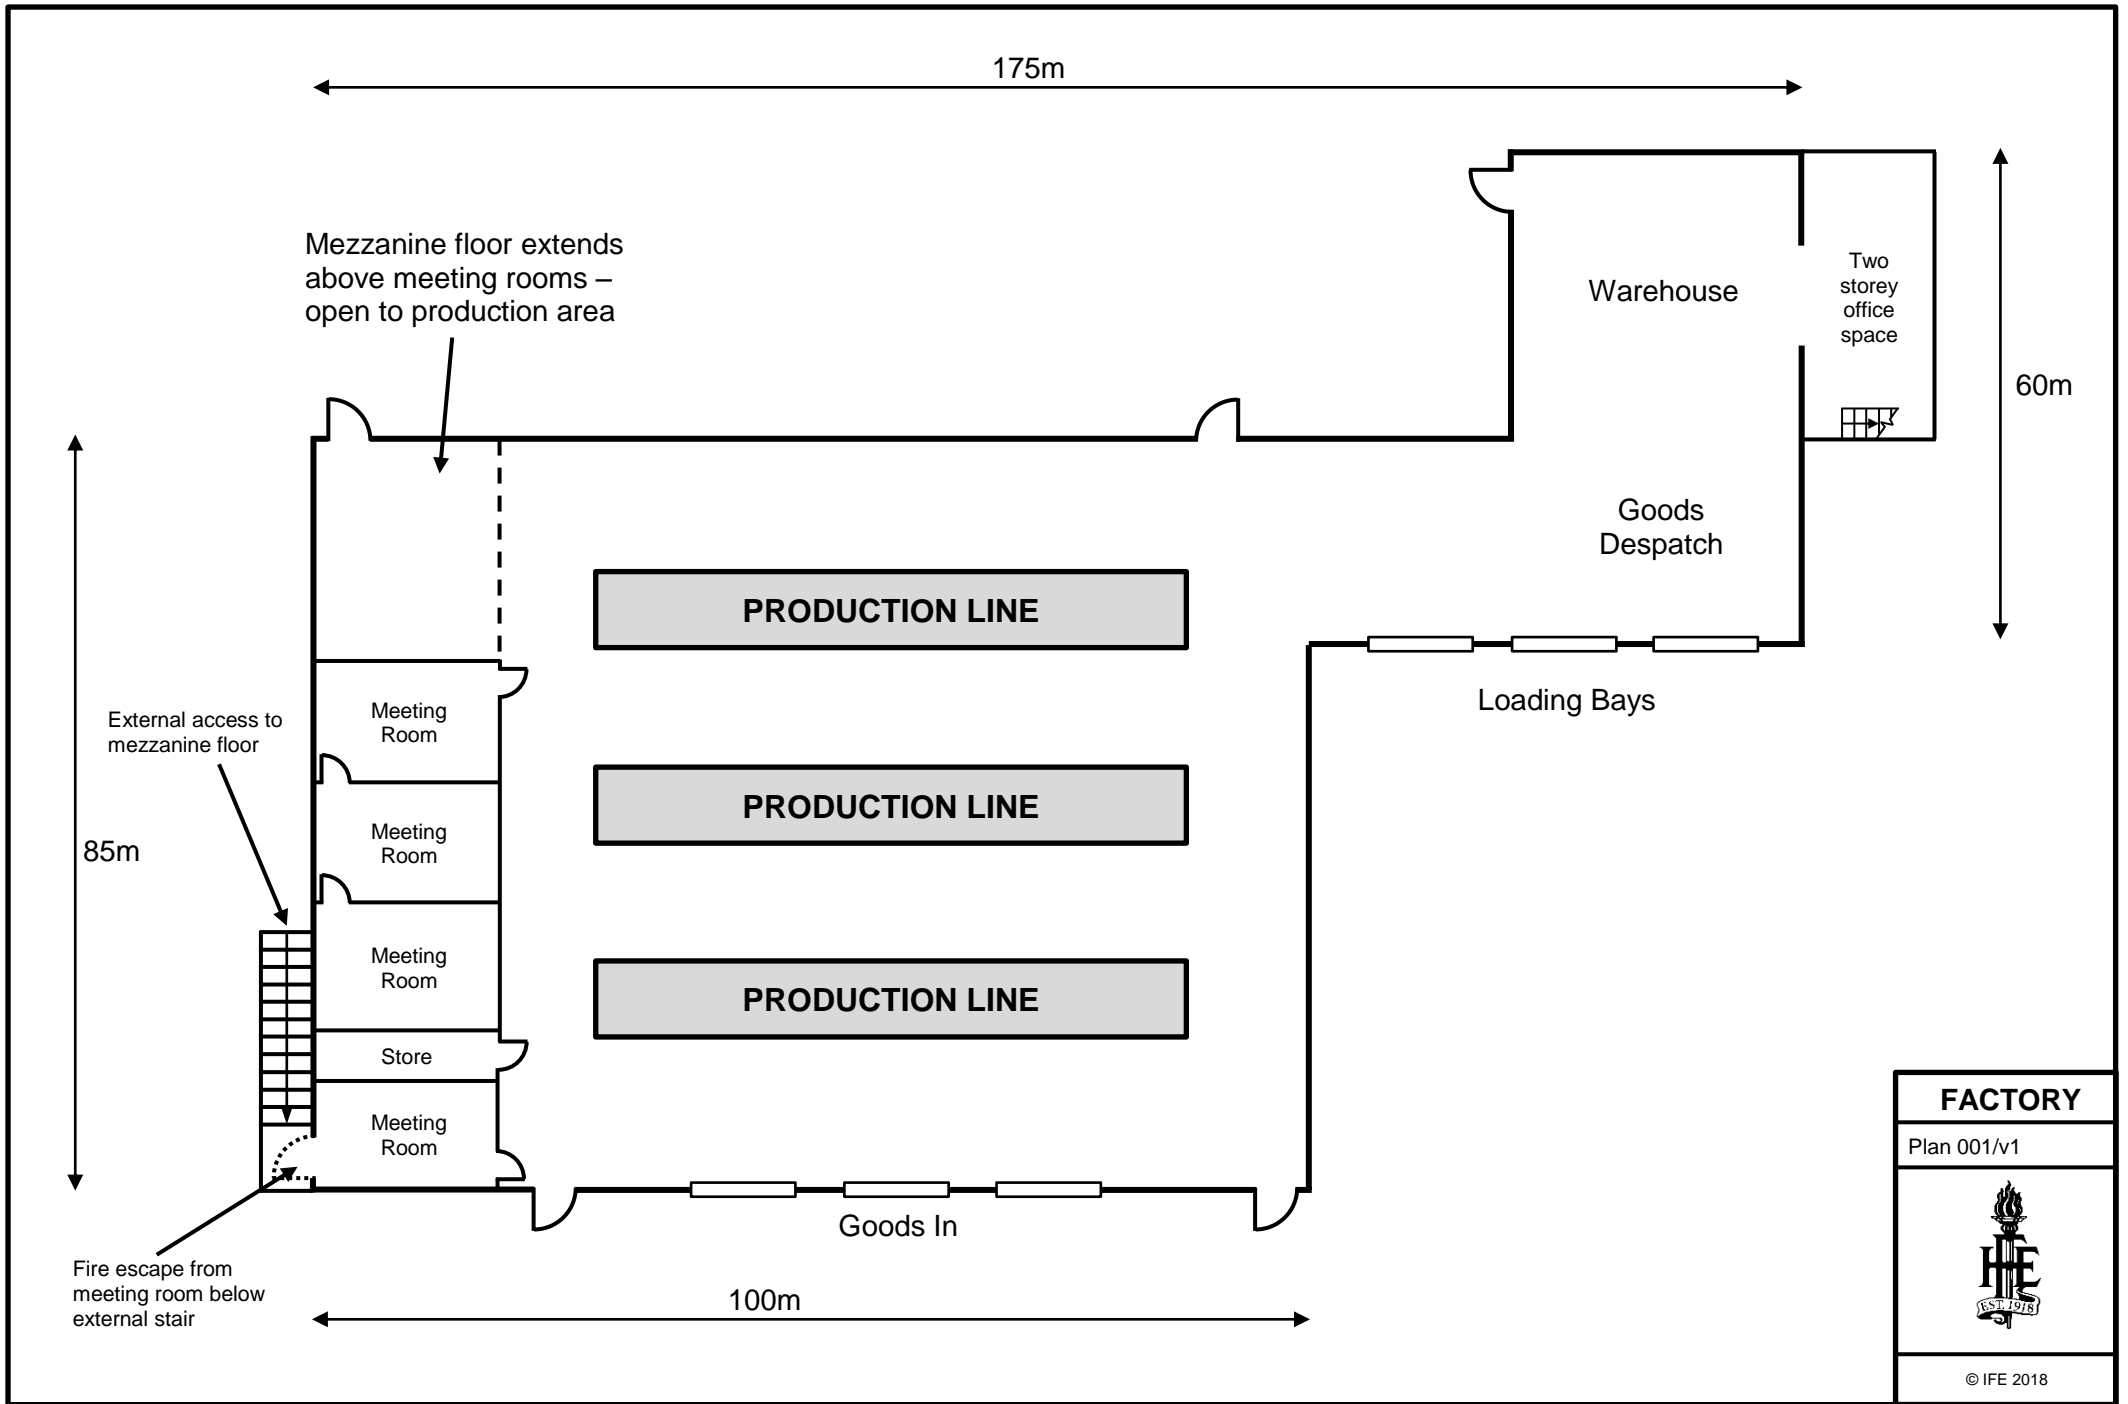 175m
Mezzanine floor extends
above meeting rooms –
open to production area
Warehouse
Two
storey
office
space
60m
Goods
Despatch
PRODUCTION LINE
Meeting
Room
Loading Bays
External access to
mezzanine floor
PRODUCTION LINE
Meeting
Room
85m
Meeting
Room
PRODUCTION LINE
Store
Meeting
Room
Goods In
Fire escape from
meeting room below
external stair
100m
FACTORY
Plan 001/v1
IFE
EST. 1918
© IFE 2018